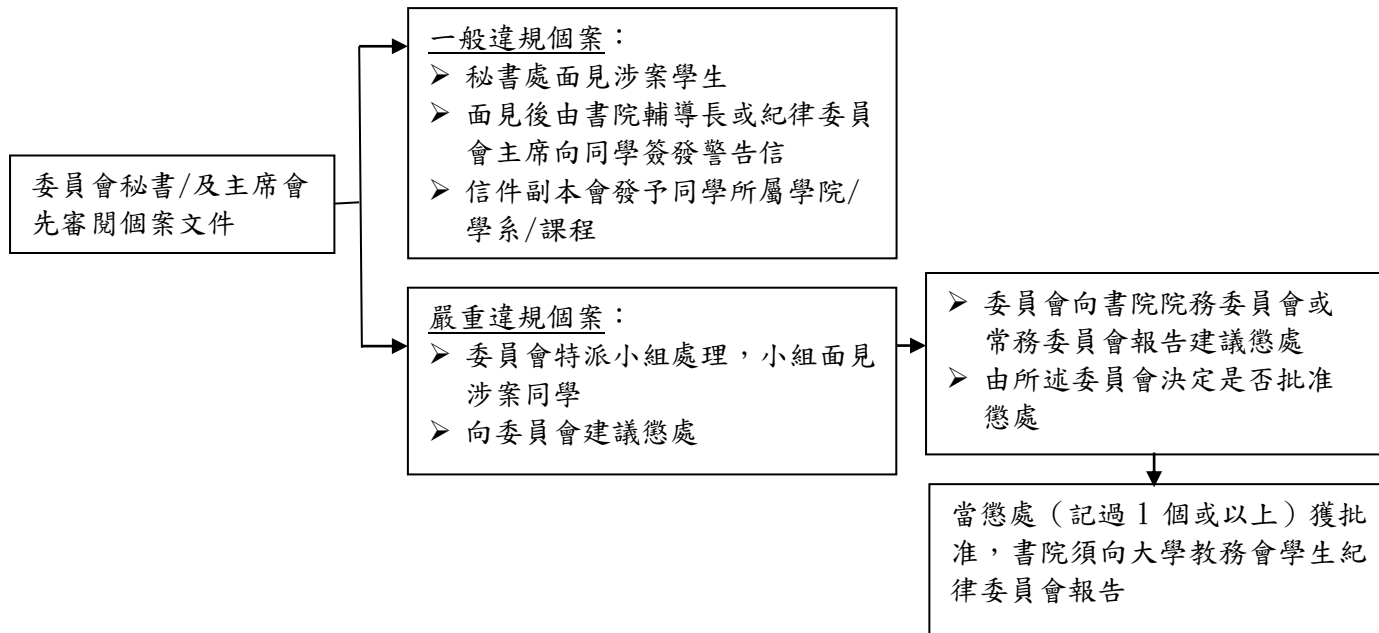 一般違規個案：
➢ 秘書處面見涉案學生
➢ 面見後由書院輔導長或紀律委員
會主席向同學簽發警告信
➢ 信件副本會發予同學所屬學院/
學系/課程
委員會秘書/及主席會
先審閱個案文件
嚴重違規個案：
➢ 委員會特派小組處理，小組面見
涉案同學
➢ 向委員會建議懲處
➢ 委員會向書院院務委員會或
常務委員會報告建議懲處
➢ 由所述委員會決定是否批准
懲處
當懲處（記過 1 個或以上）獲批
准，書院須向大學教務會學生紀
律委員會報告